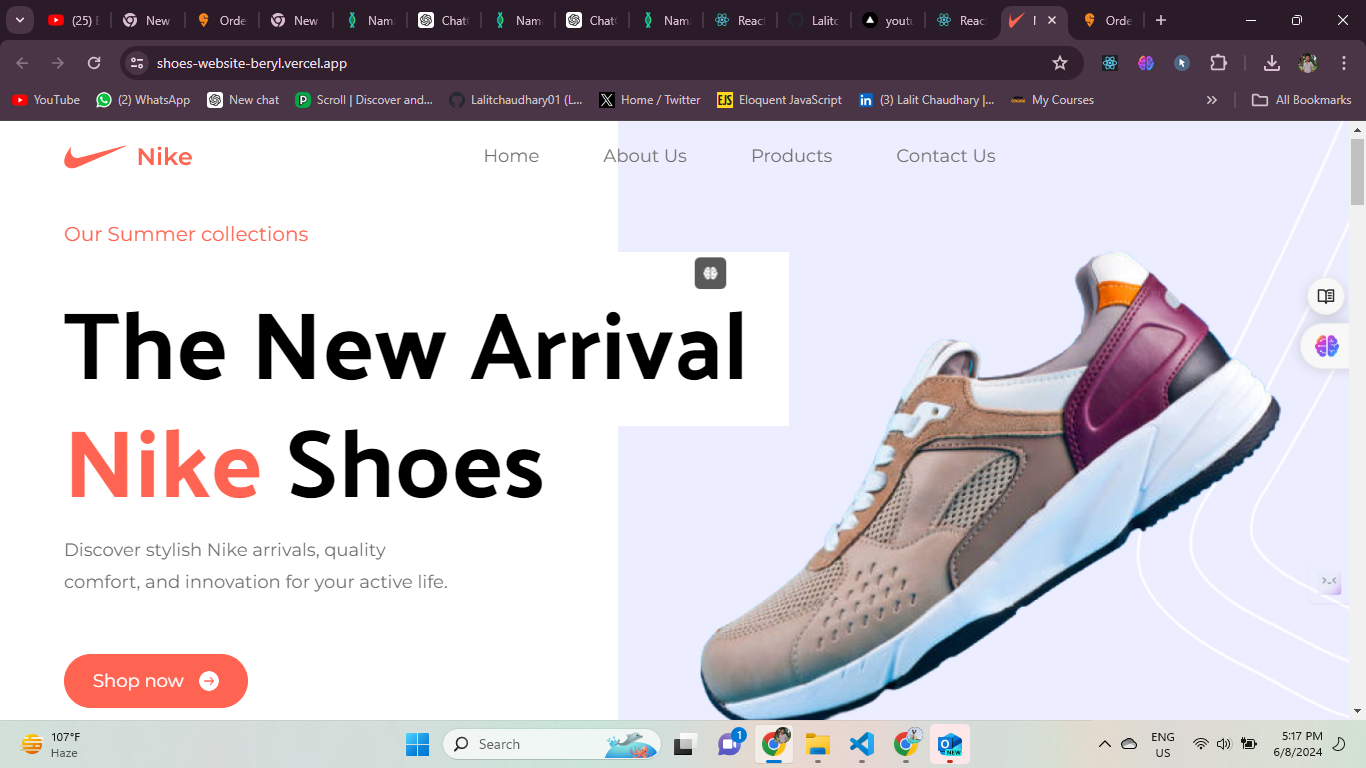 (25)
New
Orde
New
Nam
Chat
Nam
Chat
Nam
Reac
Lalitc
yout
Reac
Orde
shoes-website-beryl.vercel.app
YouTube
(2) WhatsApp
New chat
Scroll | Discover and...
Lalitchaudhary01 (L...
Home / Twitter
EJS
Eloquent JavaScript
(3) Lalit Chaudhary |...
My Courses
All Bookmarks
Nike
Home
About Us
Products
Contact Us
Our Summer collections
The New Arrival
Nike Shoes
Discover stylish Nike arrivals, quality
comfort, and innovation for your active life.
Shop now
107°F
Haze
Search
1
NEW
ENG
US
5:17 PM
6/8/2024